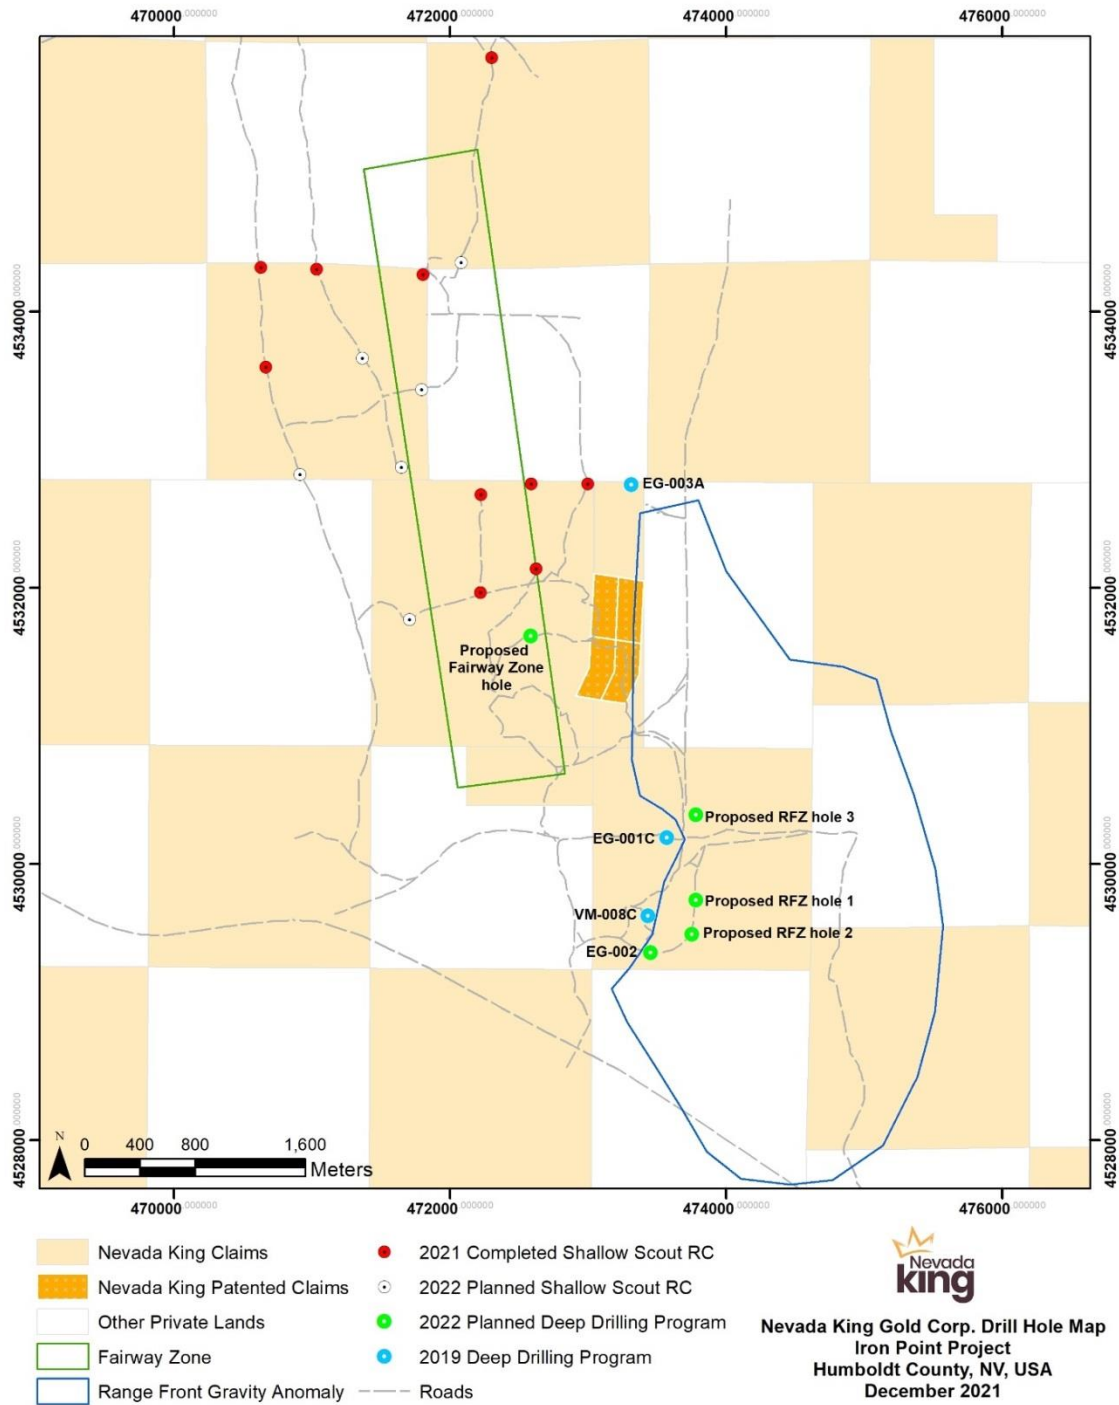 470000.000000 472000.000000 474000.000000 476000.000000
4534000.000000 4534000.000000
EG-003A
4532000.000000 4532000.000000
Proposed
Fairway Zone
hole
Proposed RFZ hole 3
EG-001C
4530000.000000 4530000.000000
Proposed RFZ hole 1
VM-008C
Proposed RFZ hole 2
EG-002
4528000.000000 4528000.000000
N
0 400 800 1,600
Meters
470000.000000 472000.000000 474000.000000 476000.000000
Nevada King Claims
Nevada King Patented Claims
Other Private Lands
Fairway Zone
Range Front Gravity Anomaly
2021 Completed Shallow Scout RC
2022 Planned Shallow Scout RC
2022 Planned Deep Drilling Program
2019 Deep Drilling Program
Roads
Nevada
king
Nevada King Gold Corp. Drill Hole Map
Iron Point Project
Humboldt County, NV, USA
December 2021